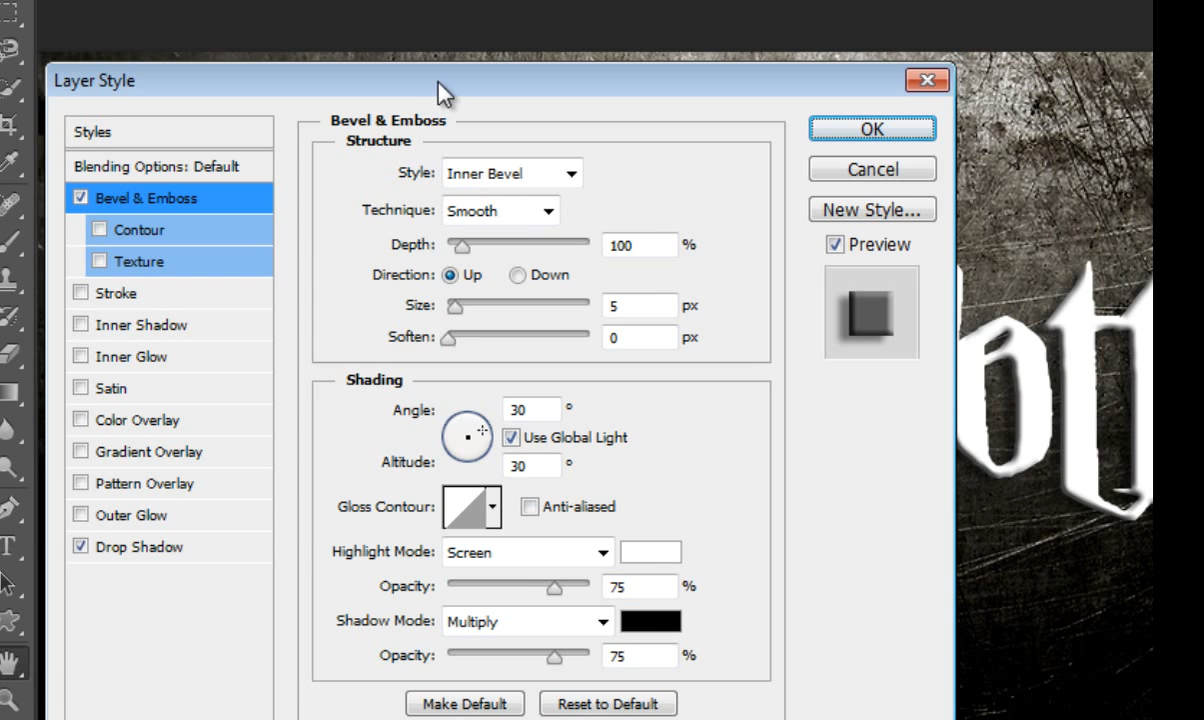 Layer Style
Styles
Blending Options: Default
Bevel & Emboss
Contour
Texture
Stroke
Inner Shadow
Inner Glow
Satin
Color Overlay
Gradient Overlay
Pattern Overlay
Outer Glow
Drop Shadow
Bevel & Emboss
Structure
Style: Inner Bevel
Technique: Smooth
Depth: 100 %
Direction: Up Down
Size: 5 px
Soften: 0 px
Shading
Angle: 30 °
Use Global Light
Altitude: 30 °
Gloss Contour: Anti-aliased
Highlight Mode: Screen
Opacity: 75 %
Shadow Mode: Multiply
Opacity: 75 %
Make Default Reset to Default
OK
Cancel
New Style...
Preview